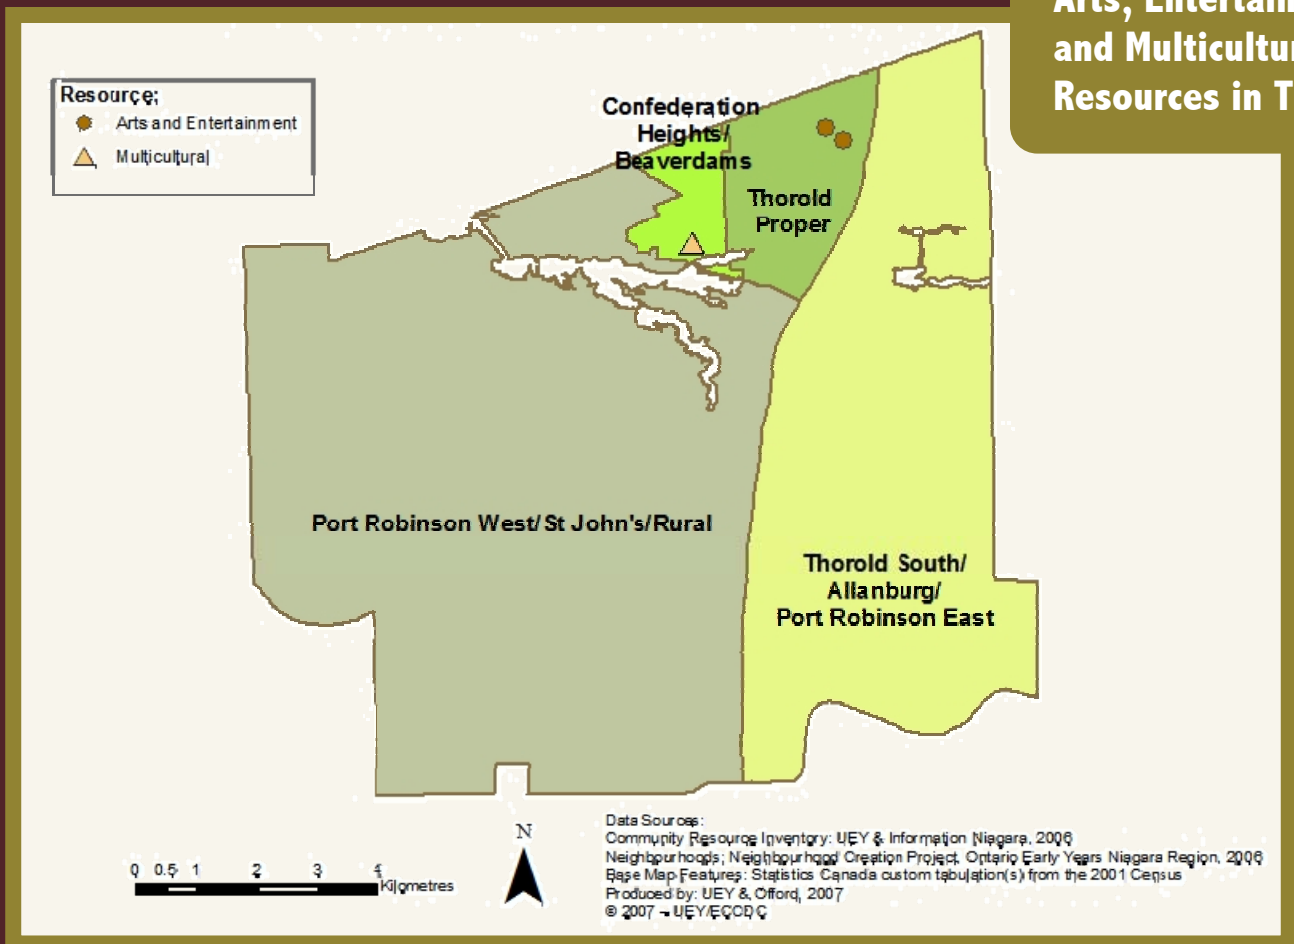 Arts, Entertain
and Multicultu
Resources in T
Resource:
Arts and Entertainment
Multicultural
Confederation
Heights/
Beaverdams
Thorold
Proper
Port Robinson West/St John's/Rural
Thorold South/
Allanburg/
Port Robinson East
N
0 0.5 1 2 3 4
Kilometres
Data Sources:
Community Resource Inventory: UEY & Information Niagara, 2006
Neighbourhoods: Neighbourhood Creation Project, Ontario Early Years Niagara Region, 2006
Base Map Features: Statistics Canada custom tabulation(s) from the 2001 Census
Produced by: UEY & Offord, 2007
© 2007 – UEY/ECCDC